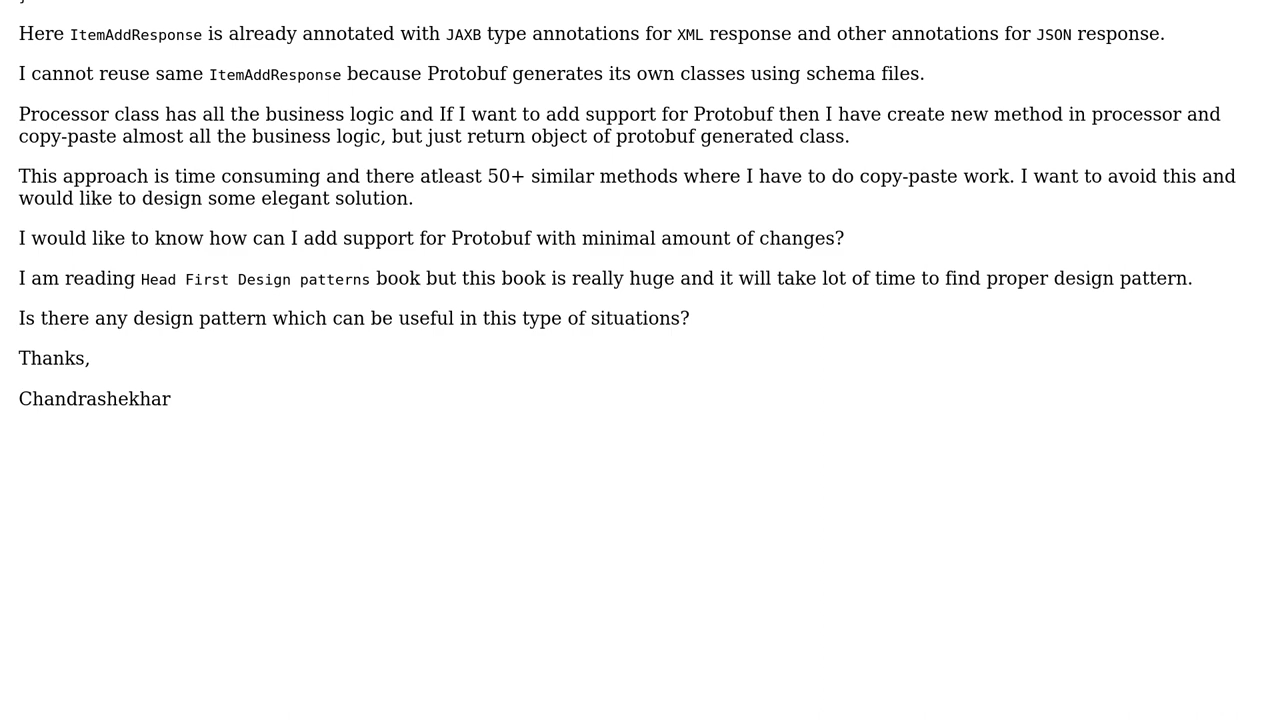 }
Here ItemAddResponse is already annotated with JAXB type annotations for XML response and other annotations for JSON response.
I cannot reuse same ItemAddResponse because Protobuf generates its own classes using schema files.
Processor class has all the business logic and If I want to add support for Protobuf then I have create new method in processor and
copy-paste almost all the business logic, but just return object of protobuf generated class.
This approach is time consuming and there atleast 50+ similar methods where I have to do copy-paste work. I want to avoid this and
would like to design some elegant solution.
I would like to know how can I add support for Protobuf with minimal amount of changes?
I am reading Head First Design patterns book but this book is really huge and it will take lot of time to find proper design pattern.
Is there any design pattern which can be useful in this type of situations?
Thanks,
Chandrashekhar